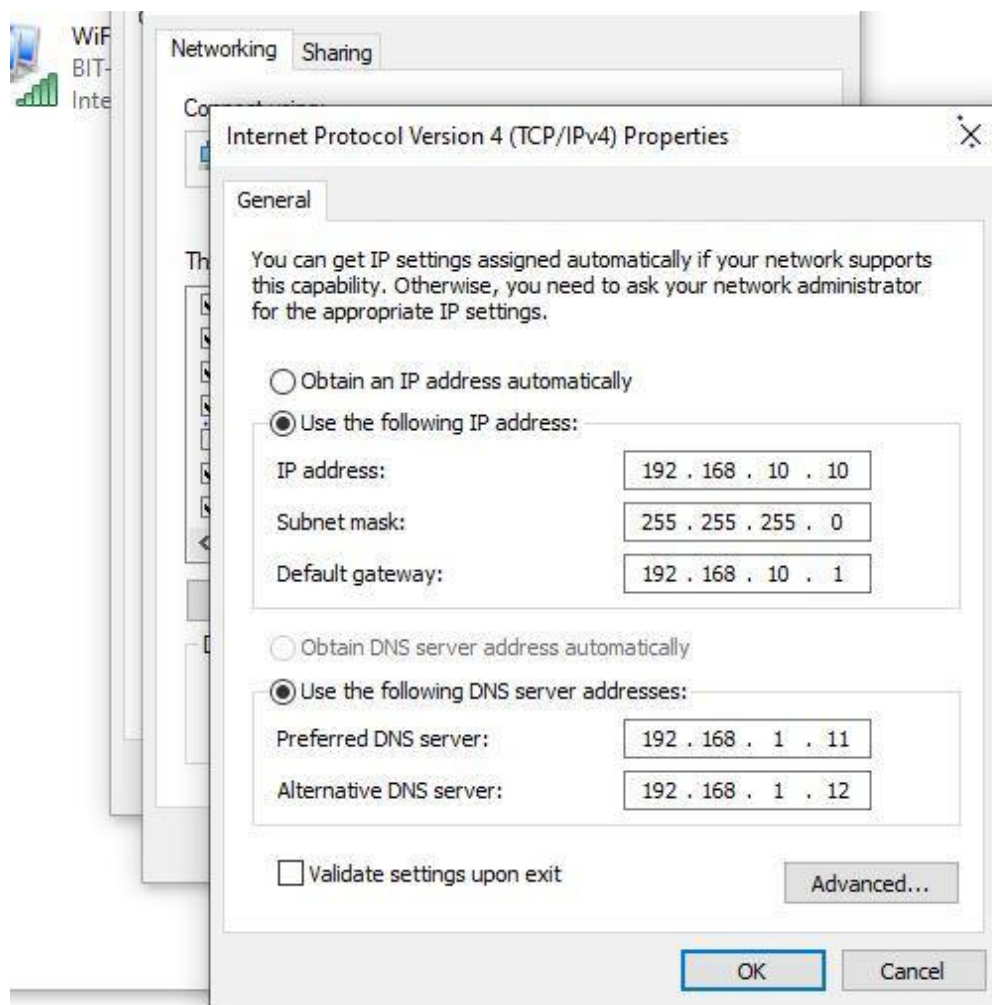 WiF
BIT-
Inte
Networking
Sharing
Internet Protocol Version 4 (TCP/IPv4) Properties
General
You can get IP settings assigned automatically if your network supports
this capability. Otherwise, you need to ask your network administrator
for the appropriate IP settings.
Obtain an IP address automatically
Use the following IP address:
IP address: 192 . 168 . 10 . 10
Subnet mask: 255 . 255 . 255 . 0
Default gateway: 192 . 168 . 10 . 1
Obtain DNS server address automatically
Use the following DNS server addresses:
Preferred DNS server: 192 . 168 . 1 . 11
Alternative DNS server: 192 . 168 . 1 . 12
Validate settings upon exit
Advanced...
OK
Cancel